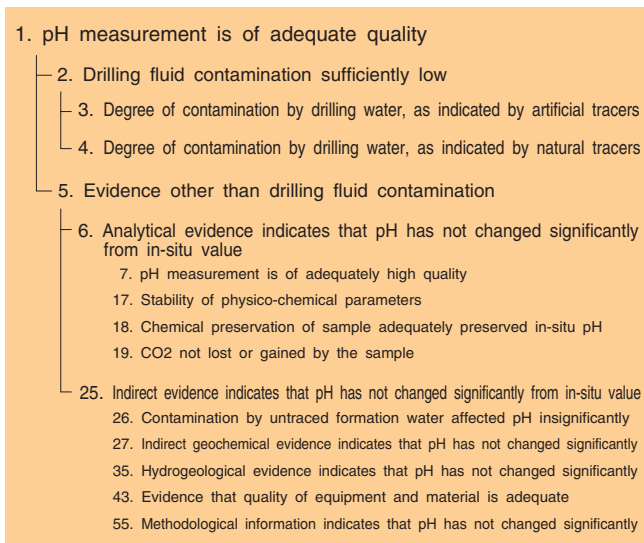 1. pH measurement is of adequate quality
2. Drilling fluid contamination sufficiently low
3. Degree of contamination by drilling water, as indicated by artificial tracers
4. Degree of contamination by drilling water, as indicated by natural tracers
5. Evidence other than drilling fluid contamination
6. Analytical evidence indicates that pH has not changed significantly
from in-situ value
7. pH measurement is of adequately high quality
17. Stability of physico-chemical parameters
18. Chemical preservation of sample adequately preserved in-situ pH
19. CO2 not lost or gained by the sample
25. Indirect evidence indicates that pH has not changed significantly from in-situ value
26. Contamination by untraced formation water affected pH insignificantly
27. Indirect geochemical evidence indicates that pH has not changed significantly
35. Hydrogeological evidence indicates that pH has not changed significantly
43. Evidence that quality of equipment and material is adequate
55. Methodological information indicates that pH has not changed significantly